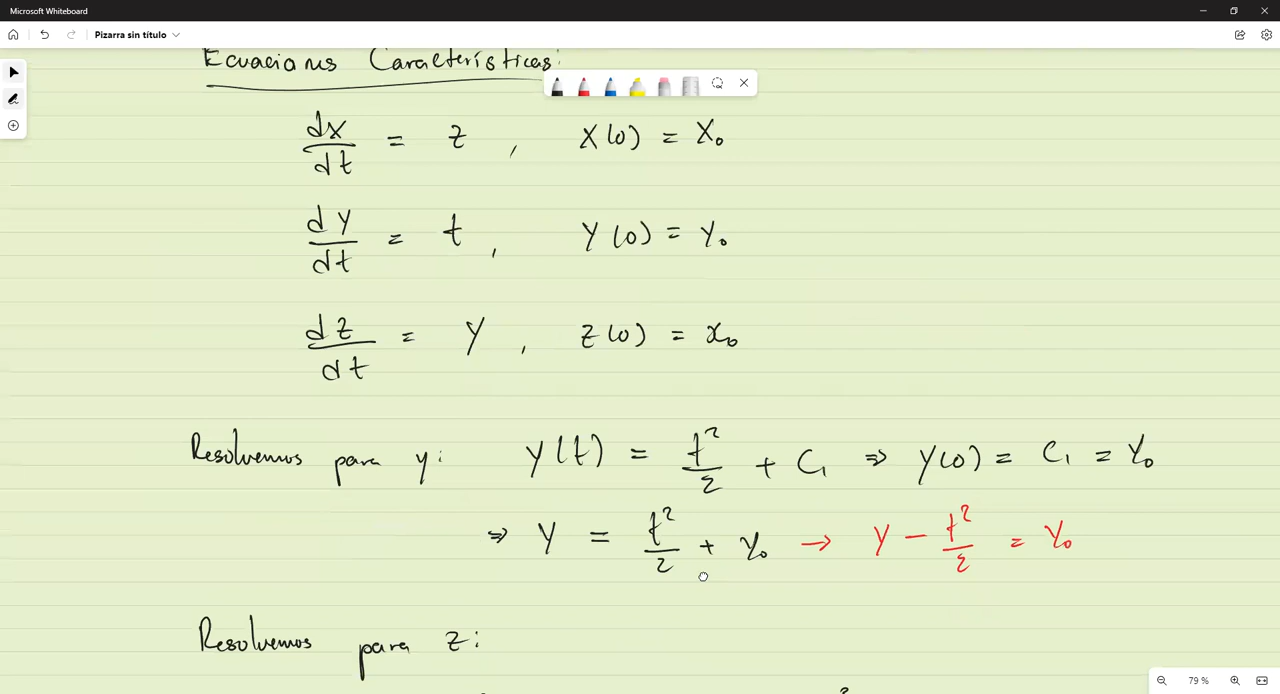 Microsoft Whiteboard
Pizarra sin título
Ecuaciones Características:
dx/dt = z , X(0) = X₀
dy/dt = t , Y(0) = Y₀
dz/dt = Y , z(0) = x₀
Resolvemos para y: Y(t) = t²/2 + C₁ ⇒ Y(0) = C₁ = Y₀
⇒ Y = t²/2 + Y₀ → Y − t²/2 = Y₀
Resolvemos para z:
79 %